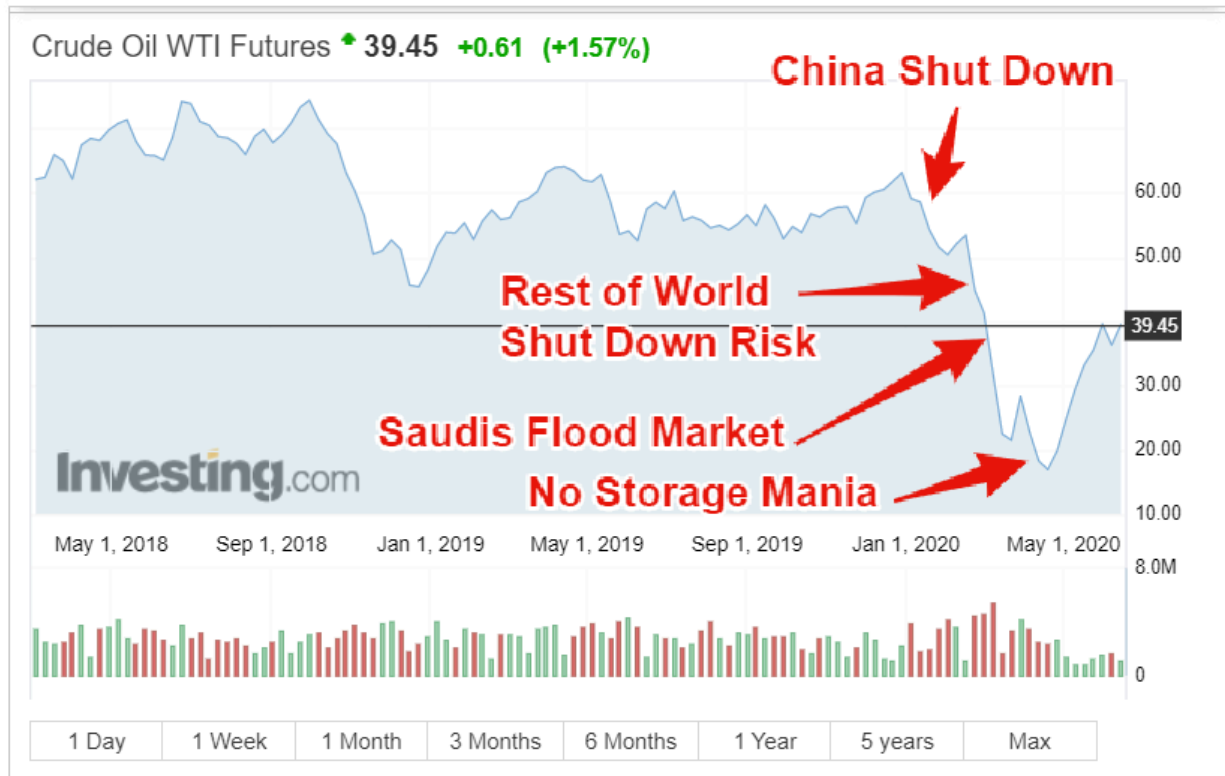 Crude Oil WTI Futures 39.45 +0.61 (+1.57%)
China Shut Down
60.00
50.00
Rest of World
Shut Down Risk
39.45
30.00
Saudis Flood Market
20.00
Investing.com
No Storage Mania
10.00
May 1, 2018 Sep 1, 2018 Jan 1, 2019 May 1, 2019 Sep 1, 2019 Jan 1, 2020 May 1, 2020
8.0M
0
1 Day 1 Week 1 Month 3 Months 6 Months 1 Year 5 years Max